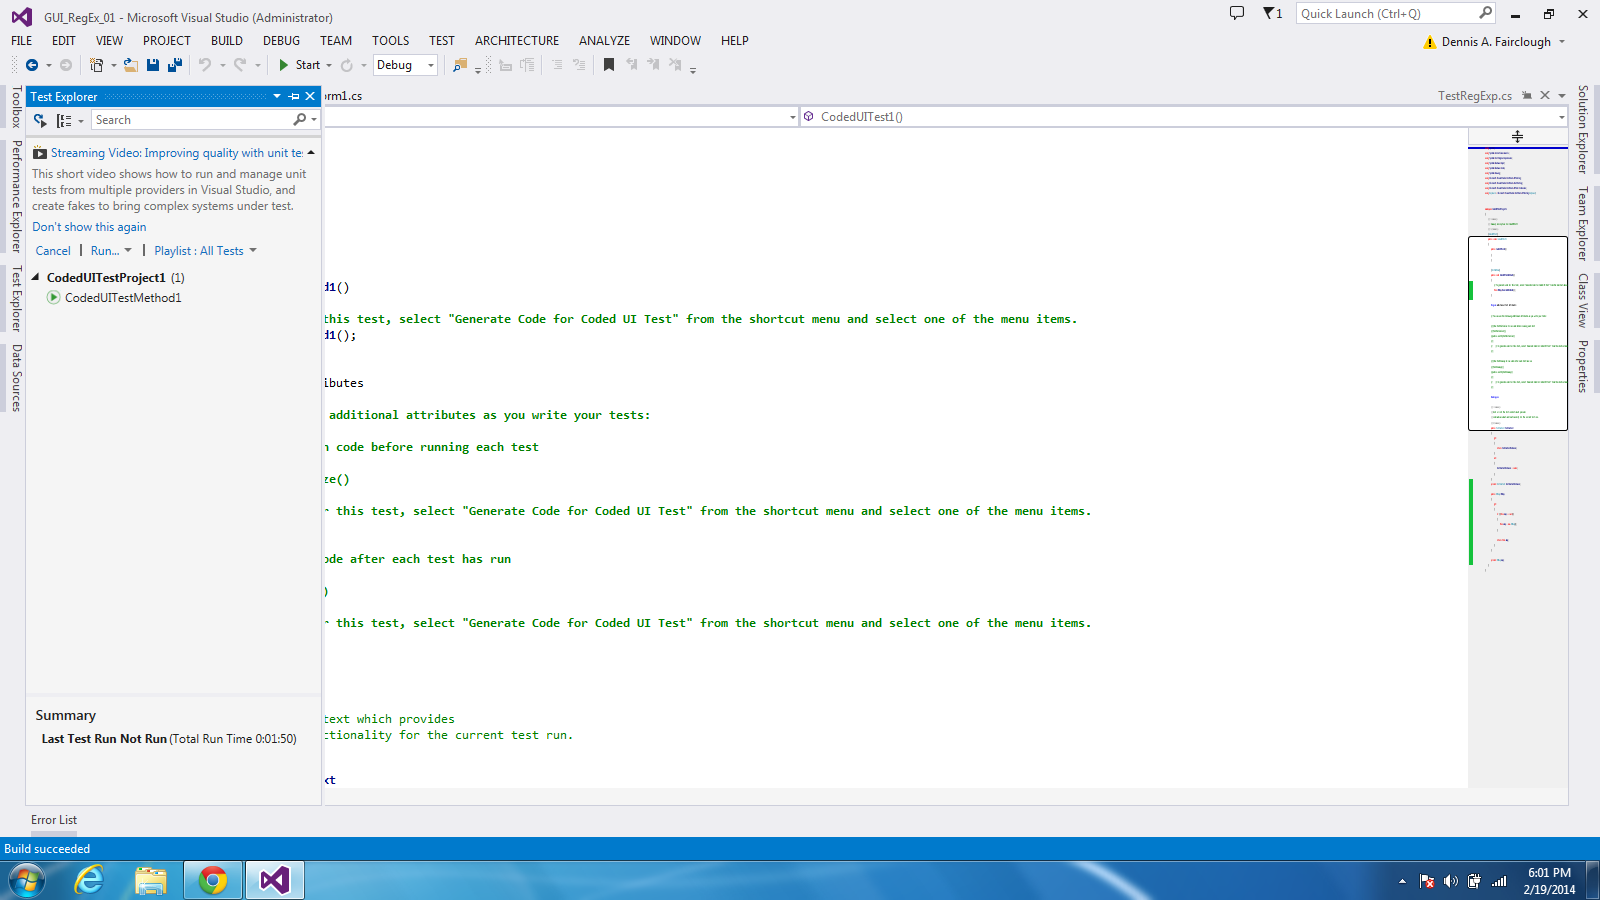 GUI_RegEx_01 - Microsoft Visual Studio (Administrator)
1
Quick Launch (Ctrl+Q)
FILE EDIT VIEW PROJECT BUILD DEBUG TEAM TOOLS TEST ARCHITECTURE ANALYZE WINDOW HELP
Dennis A. Fairclough
Start
Debug
Toolbox
Performance Explorer
Test Explorer
Data Sources
Test Explorer
Search
Streaming Video: Improving quality with unit te
This short video shows how to run and manage unit
tests from multiple providers in Visual Studio, and
create fakes to bring complex systems under test.
Don't show this again
Cancel Run... Playlist : All Tests
CodedUITestProject1 (1)
CodedUITestMethod1
Summary
Last Test Run Not Run (Total Run Time 0:01:50)
orm1.cs
TestRegExp.cs
CodedUITest1()
d1()
this test, select "Generate Code for Coded UI Test" from the shortcut menu and select one of the menu items.
d1();
ibutes
additional attributes as you write your tests:
n code before running each test
ze()
r this test, select "Generate Code for Coded UI Test" from the shortcut menu and select one of the menu items.
ode after each test has run
)
r this test, select "Generate Code for Coded UI Test" from the shortcut menu and select one of the menu items.
text which provides
ctionality for the current test run.
xt
Solution Explorer
Team Explorer
Class View
Properties
Error List
Build succeeded
6:01 PM
2/19/2014